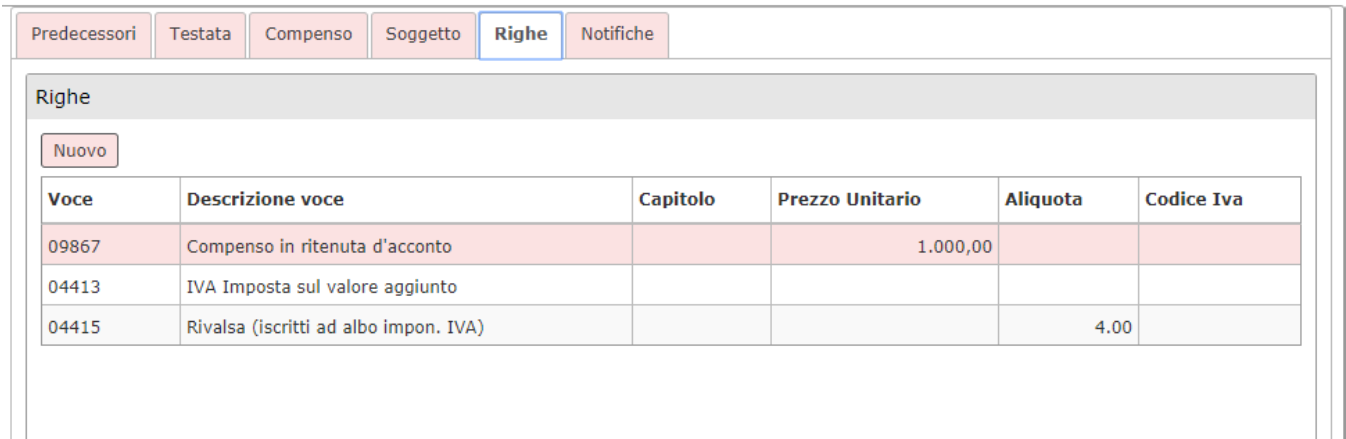 Predecessori Testata Compenso Soggetto Righe Notifiche
Righe
Nuovo
Voce Descrizione voce Capitolo Prezzo Unitario Aliquota Codice Iva
09867 Compenso in ritenuta d'acconto 1.000,00
04413 IVA Imposta sul valore aggiunto
04415 Rivalsa (iscritti ad albo impon. IVA) 4.00